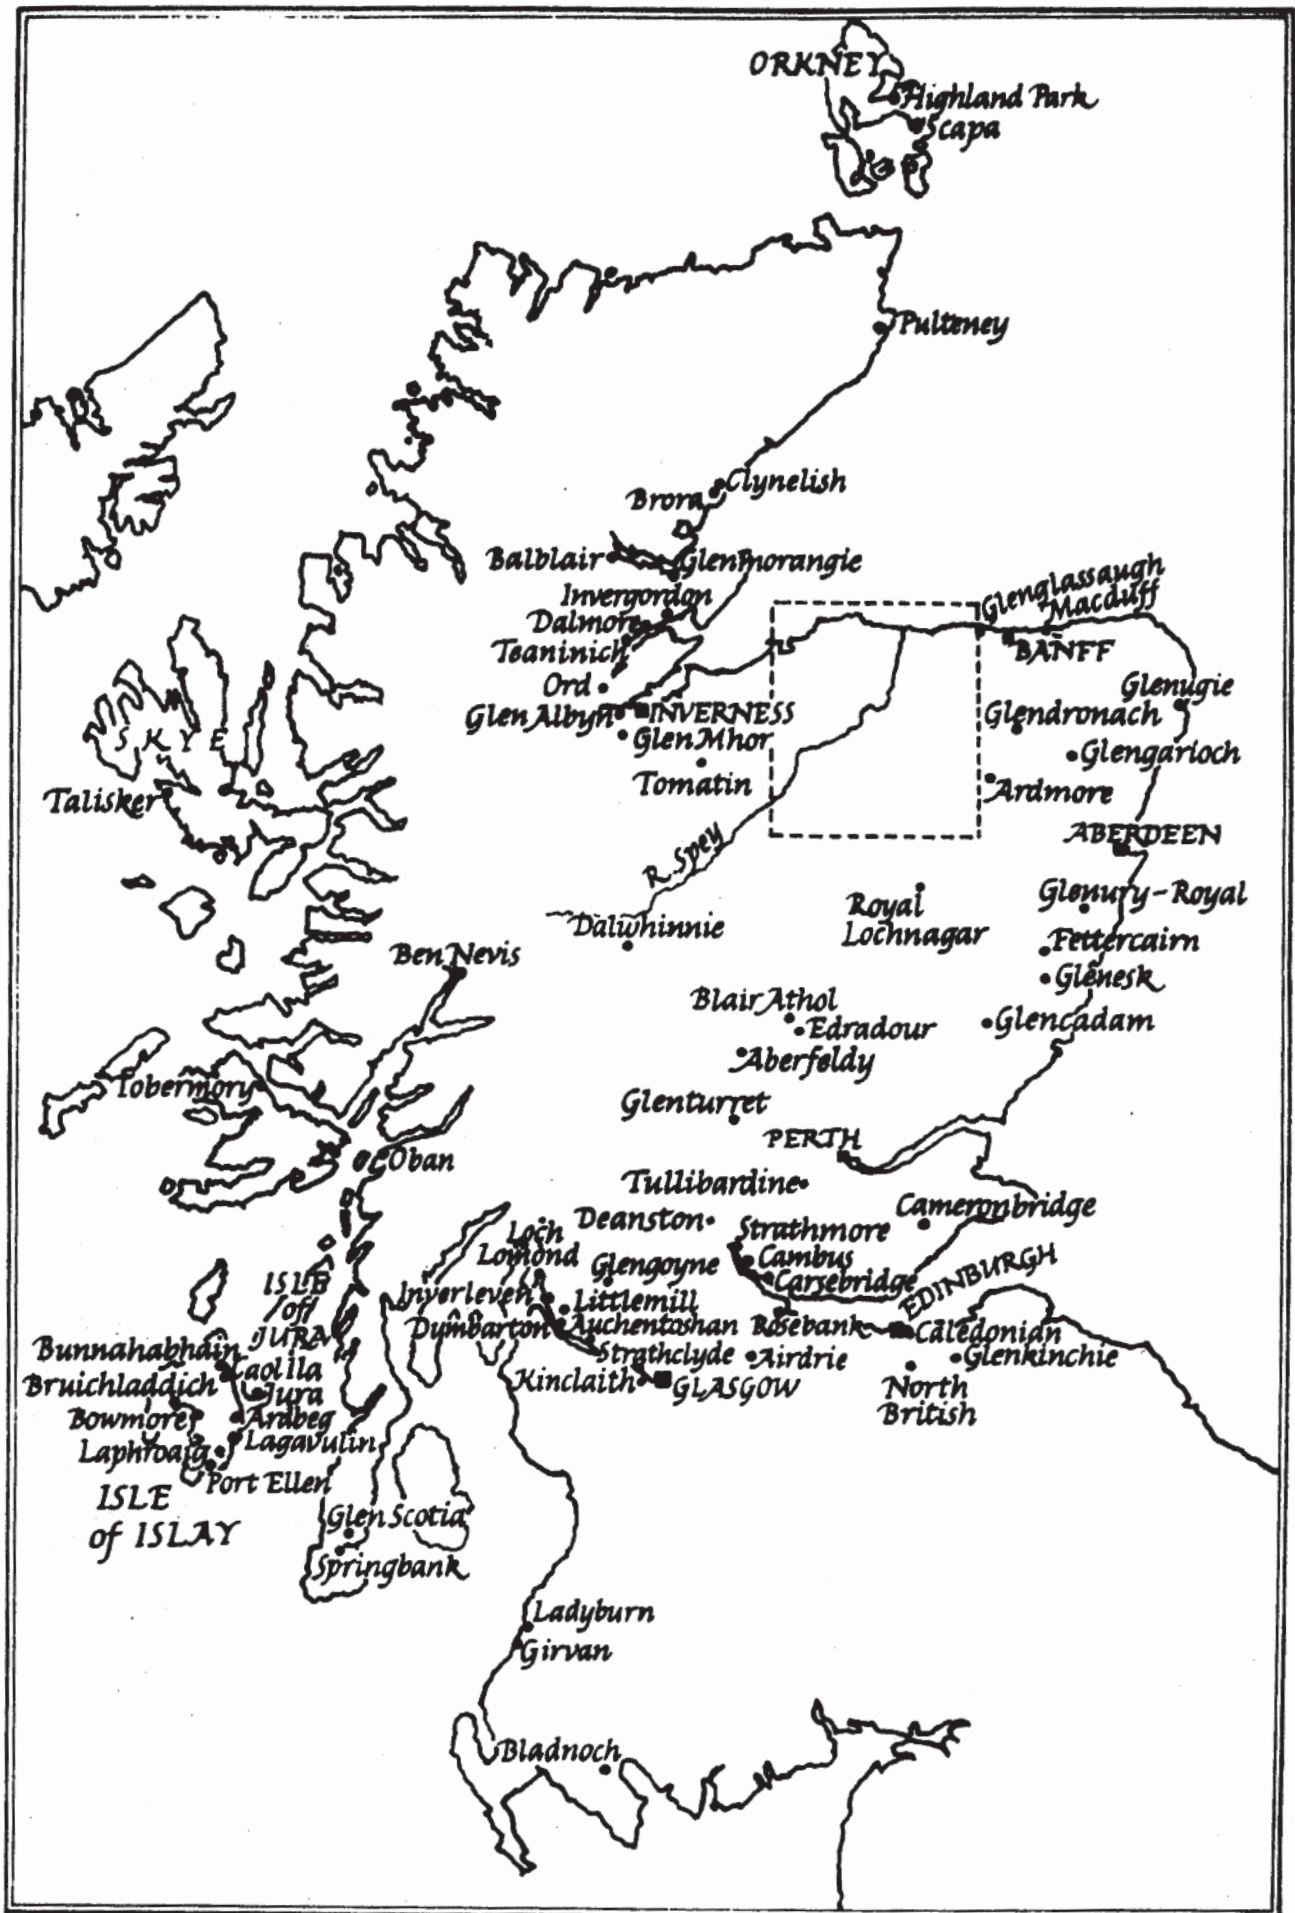 ORKNEY
Highland Park
Scapa
Pulteney
Clynelish
Brora
Balblair
Glenmorangie
Invergordon
Dalmore
Teaninich
Ord
Glen Albyn
INVERNESS
Glen Mhor
Tomatin
Glenglassaugh
Macduff
BANFF
Glenugie
Glendronach
Glengarioch
Ardmore
ABERDEEN
SKYE
Talisker
R. Spey
Dalwhinnie
Royal
Lochnagar
Glenury-Royal
Fettercairn
Glenesk
Ben Nevis
Blair Athol
Edradour
Glencadam
Aberfeldy
Tobermory
Glenturret
PERTH
Oban
Tullibardine
Deanston
Cameronbridge
Strathmore
Loch
Lomond
Glengoyne
Cambus
Carsebridge
EDINBURGH
ISLE
of
JURA
Inverleven
Littlemill
Dumbarton
Auchentoshan
Rosebank
Caledonian
Strathclyde
Airdrie
Glenkinchie
Kinclaith
GLASGOW
North
British
Bunnahabhain
Caol Ila
Bruichladdich
Jura
Bowmore
Ardbeg
Laphroaig
Lagavulin
Port Ellen
ISLE
of ISLAY
Glen Scotia
Springbank
Ladyburn
Girvan
Bladnoch